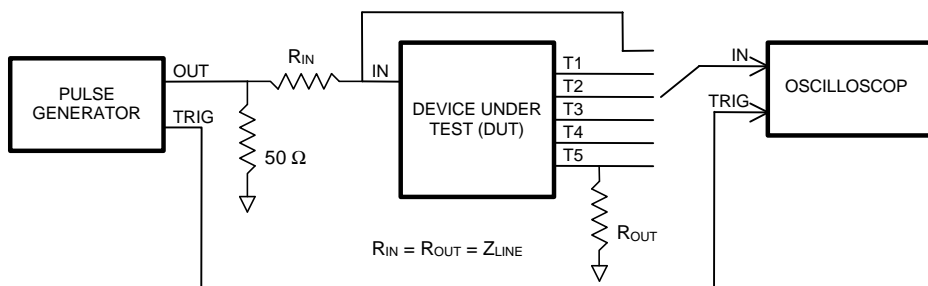 PULSE
GENERATOR
OUT
TRIG
50 Ω
RIN
IN
DEVICE UNDER
TEST (DUT)
T1
T2
T3
T4
T5
ROUT
RIN = ROUT = ZLINE
IN
TRIG
OSCILLOSCOP